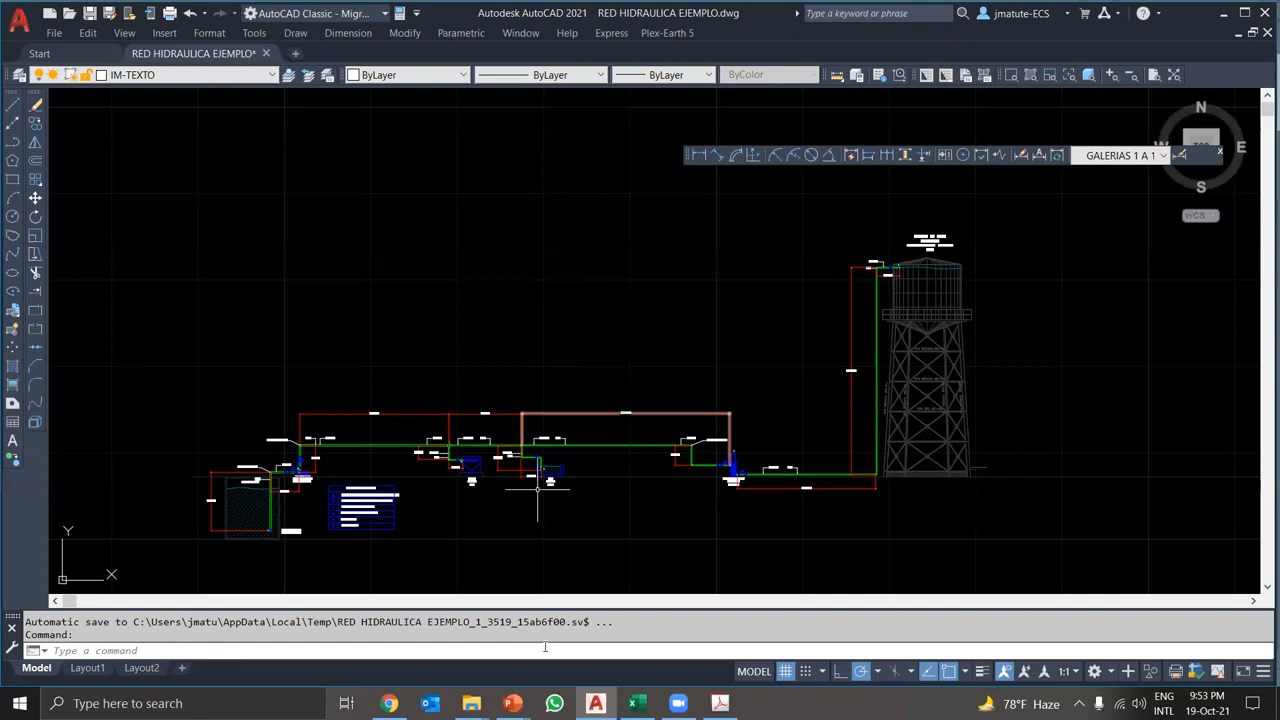 AutoCAD Classic - Migr...
Autodesk AutoCAD 2021 RED HIDRAULICA EJEMPLO.dwg
Type a keyword or phrase
jmatute-ECS
File Edit View Insert Format Tools Draw Dimension Modify Parametric Window Help Express Plex-Earth 5
Start
RED HIDRAULICA EJEMPLO*
IM-TEXTO
ByLayer
ByLayer
ByLayer
ByColor
N
W
E
S
GALERIAS 1 A 1
WCS
Y
X
Automatic save to C:\Users\jmatu\AppData\Local\Temp\RED HIDRAULICA EJEMPLO_1_3519_15ab6f00.sv$ ...
Command:
Type a command
Model Layout1 Layout2
MODEL
1:1
Type here to search
78°F Haze
ENG
INTL
9:53 PM
19-Oct-21